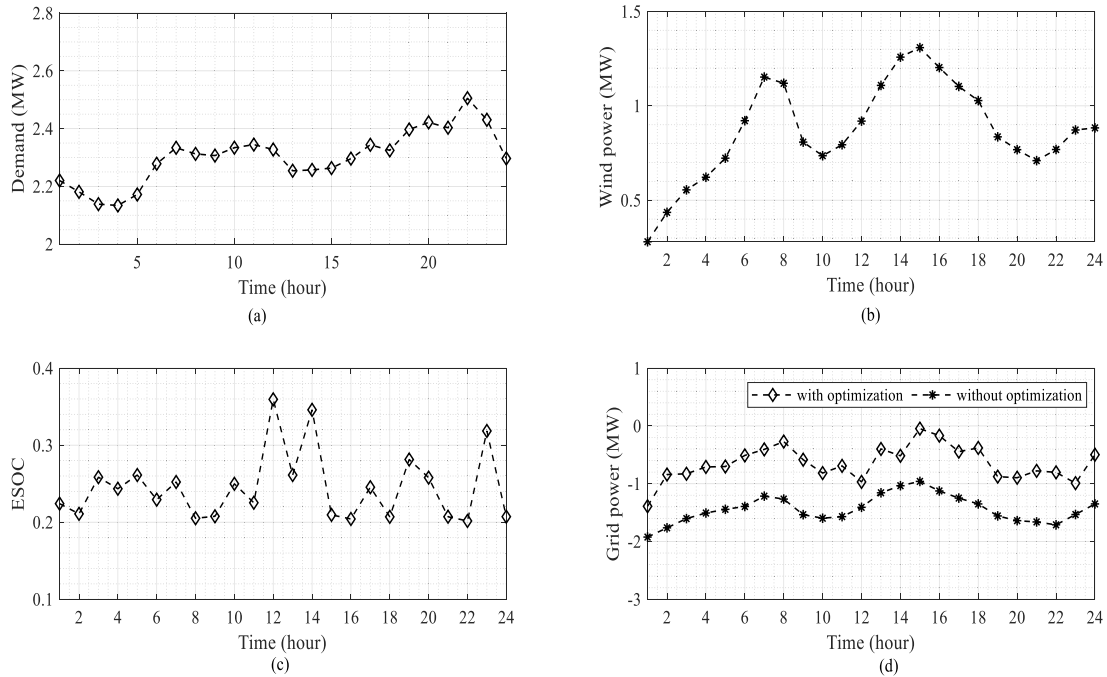 2.8
2.6
2.4
2.2
2
Demand (MW)
5
10
15
20
Time (hour)
(a)
1.5
1
0.5
Wind power (MW)
2 4 6 8 10 12 14 16 18 20 22 24
Time (hour)
(b)
0.4
0.3
0.2
0.1
ESOC
2 4 6 8 10 12 14 16 18 20 22 24
Time (hour)
(c)
1
0
-1
-2
-3
Grid power (MW)
with optimization
without optimization
2 4 6 8 10 12 14 16 18 20 22 24
Time (hour)
(d)